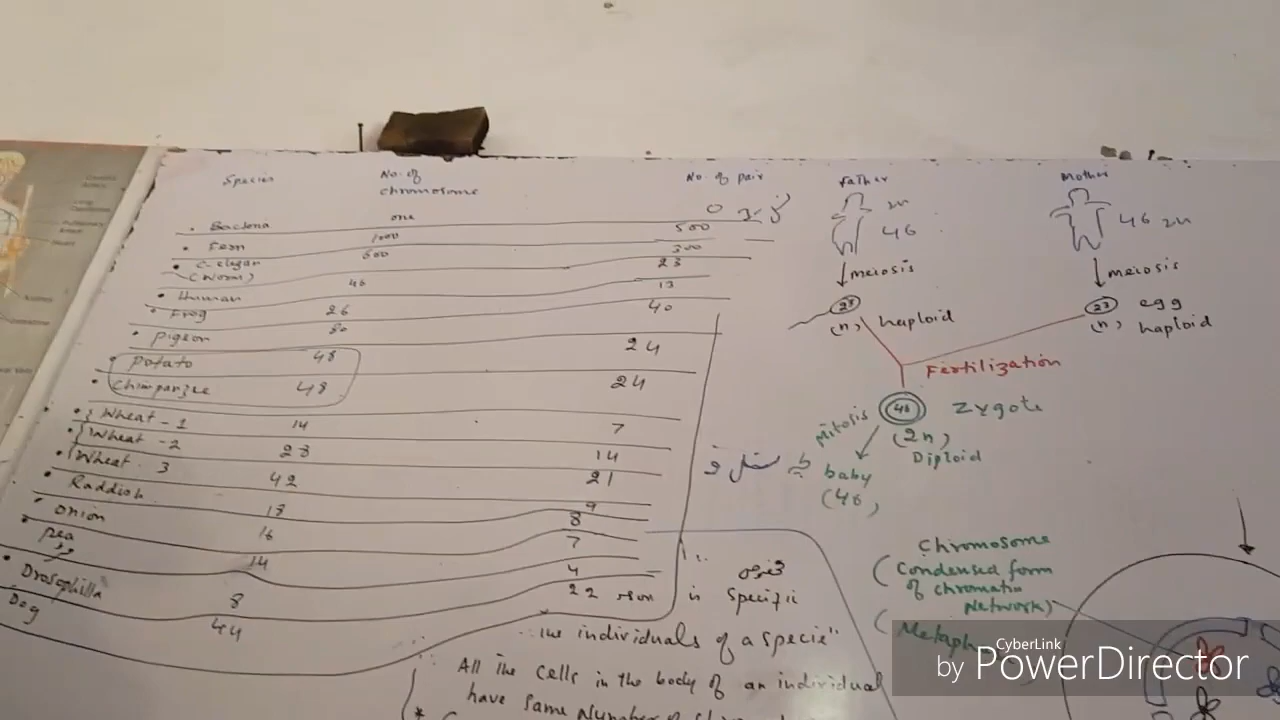 Species No. of chromosome No. of pair
• Bacteria one 0
• Fern 1000 500
• C-elegan (Worm) 600 300
• Human 46 23
• Frog 26 13
• Pigeon 80 40
• Potato 48 24
• Chimpanzee 48 24
• Wheat - 1 14 7
• Wheat - 2 28 14
• Wheat - 3 42 21
• Raddish 18 9
• Onion 16 8
• Pea 14 7
• Drosophilla 8 4
Dog 44 22
is specific
the individuals of a specie"
All the cells in the body of an individual
have same number of
Father
2n
46
meiosis
23
(n) haploid
Mother
46 2n
meiosis
23 egg
(n) haploid
Fertilization
46 Zygote
(2n)
Diploid
Mitosis
baby
(46)
Chromosome
(Condensed form
of chromatin
Network)
CyberLink
by PowerDirector